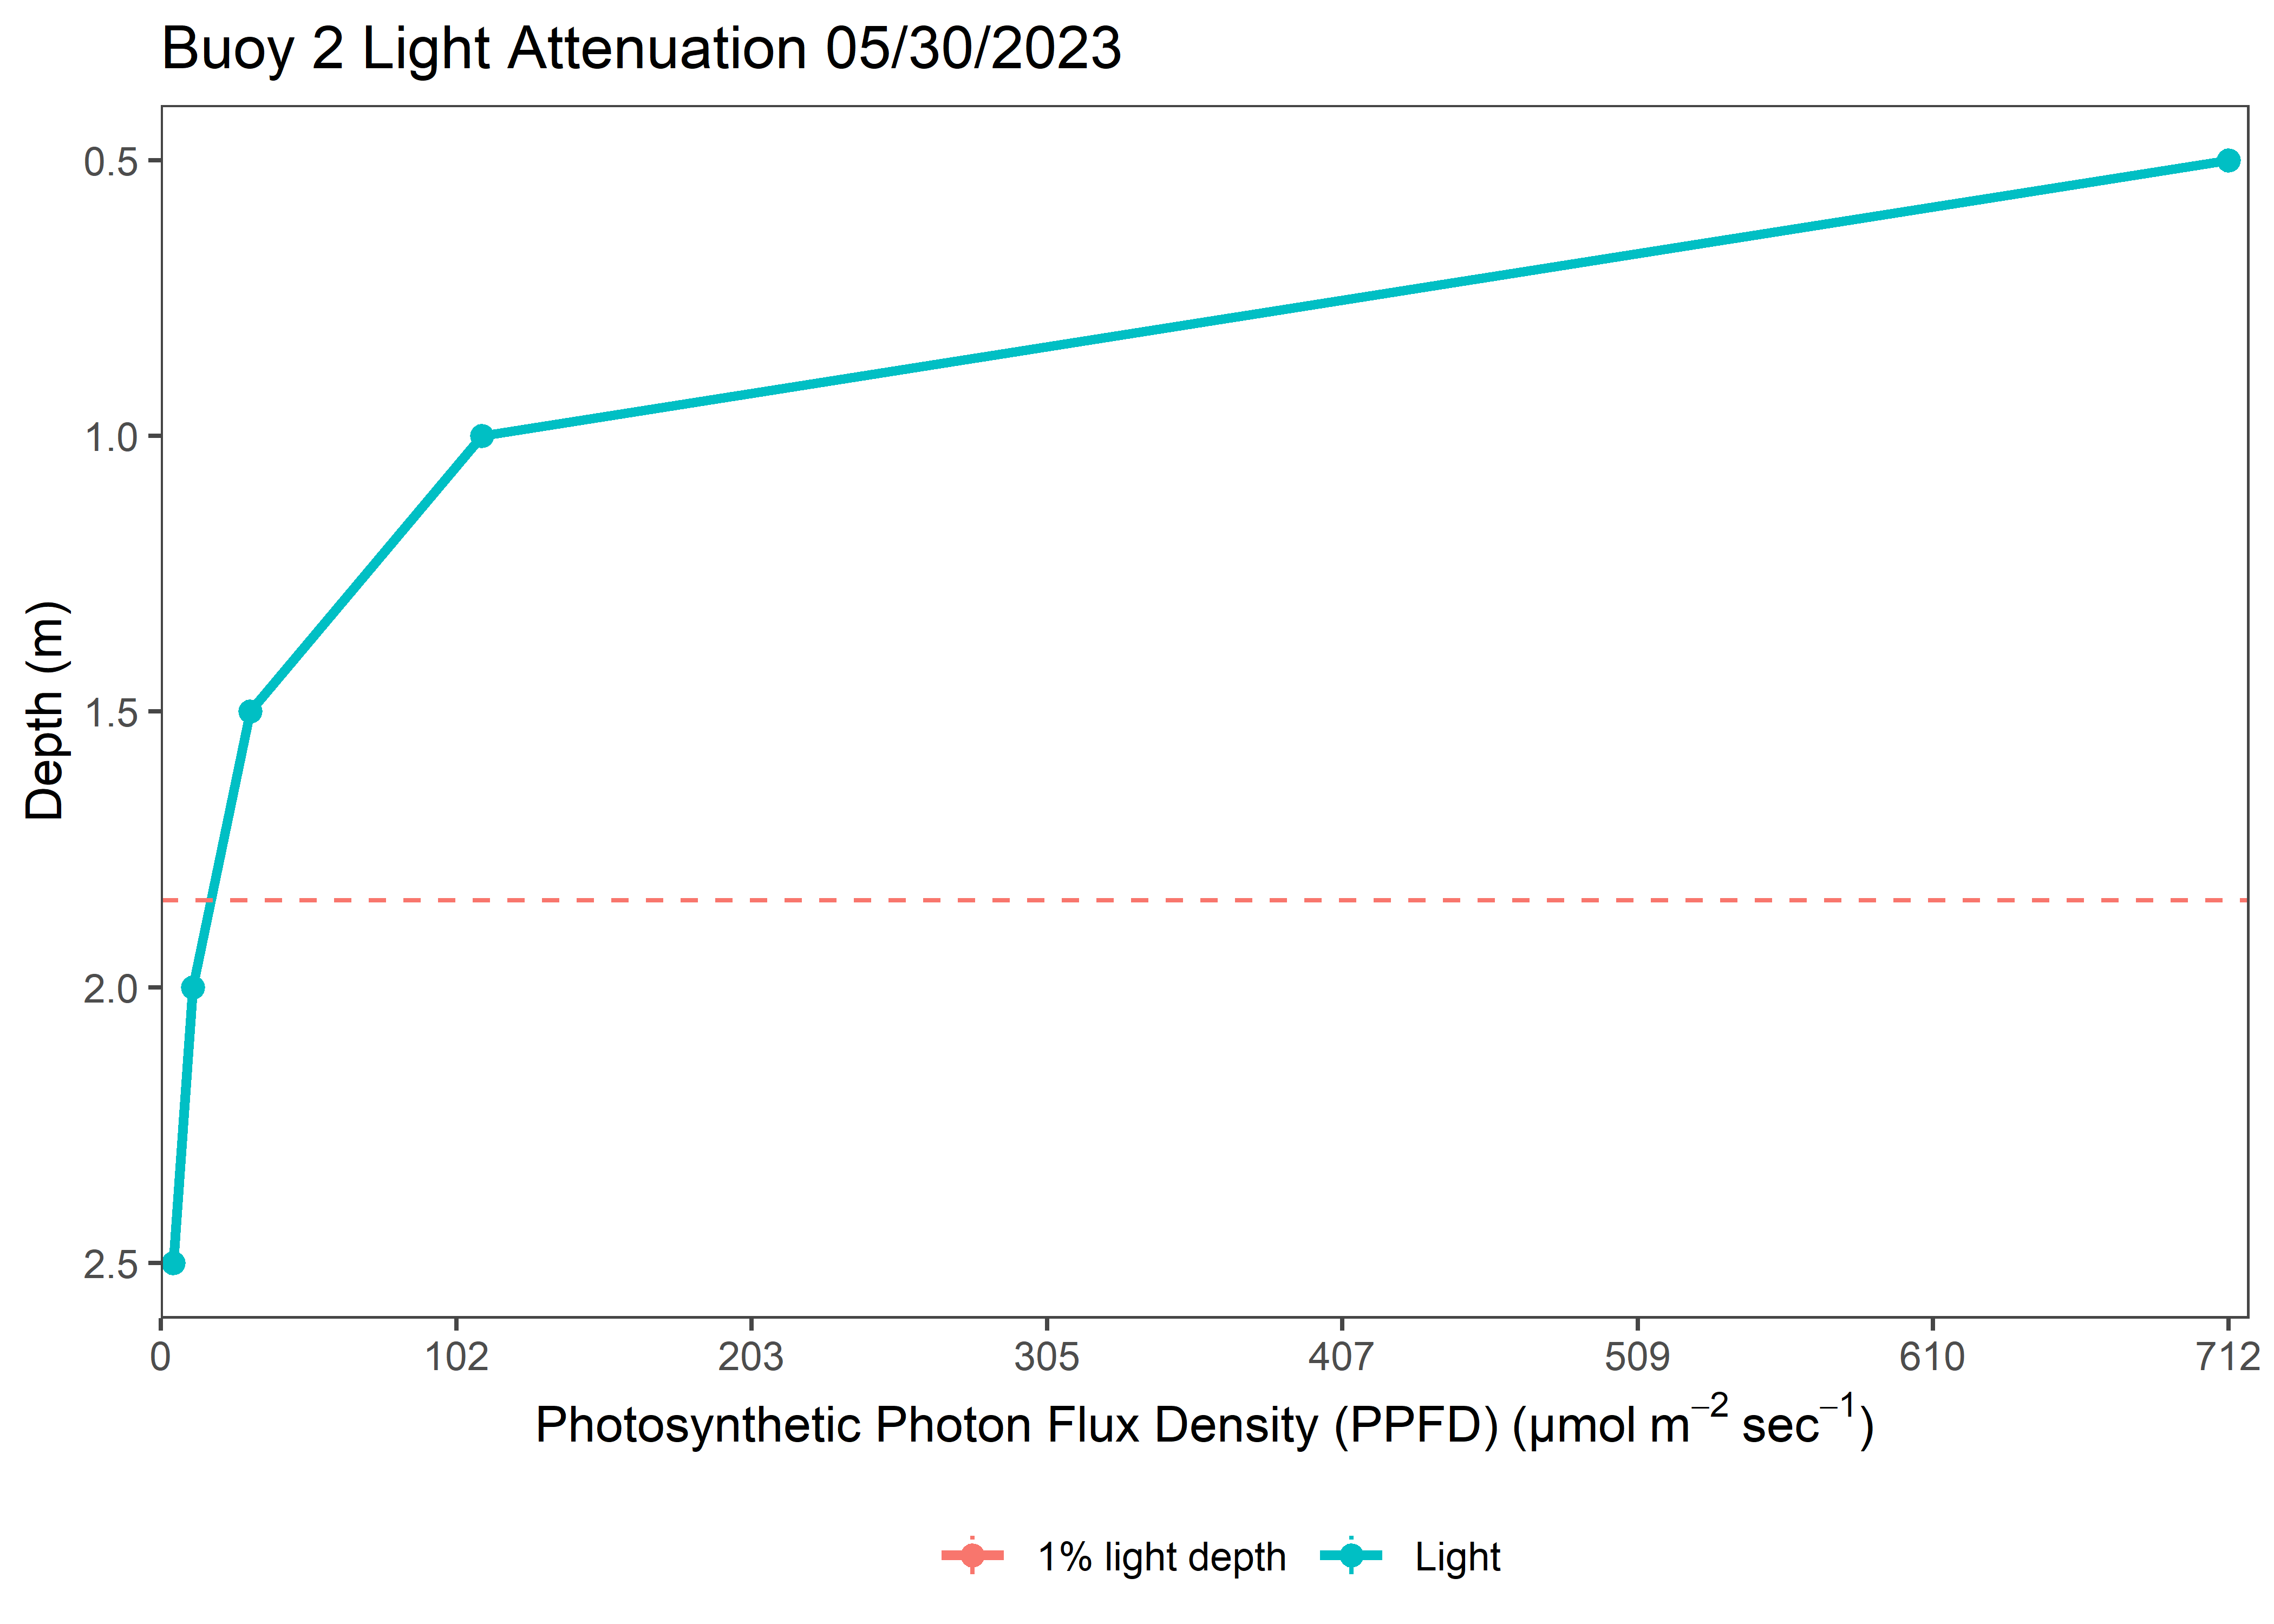 Buoy 2 Light Attenuation 05/30/2023
0.5
1.0
1.5
2.0
2.5
Depth (m)
0 102 203 305 407 509 610 712
Photosynthetic Photon Flux Density (PPFD) (μmol m⁻² sec⁻¹)
1% light depth Light